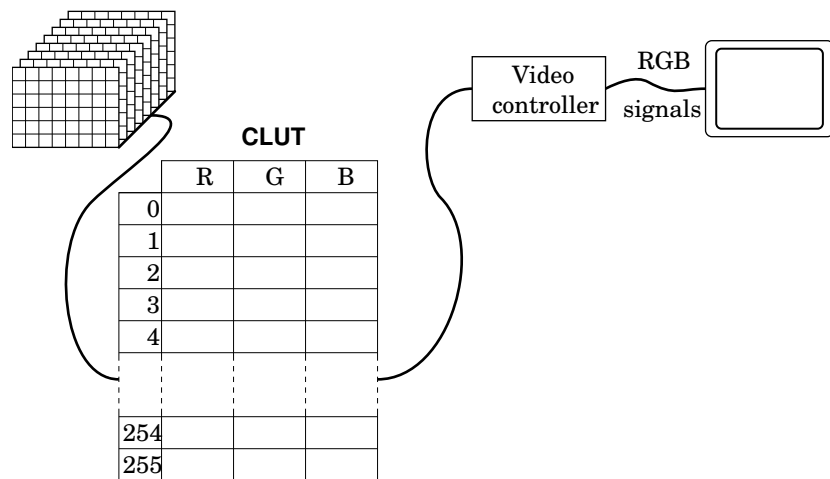 Video
controller
RGB
signals
CLUT
R G B
0
1
2
3
4
254
255